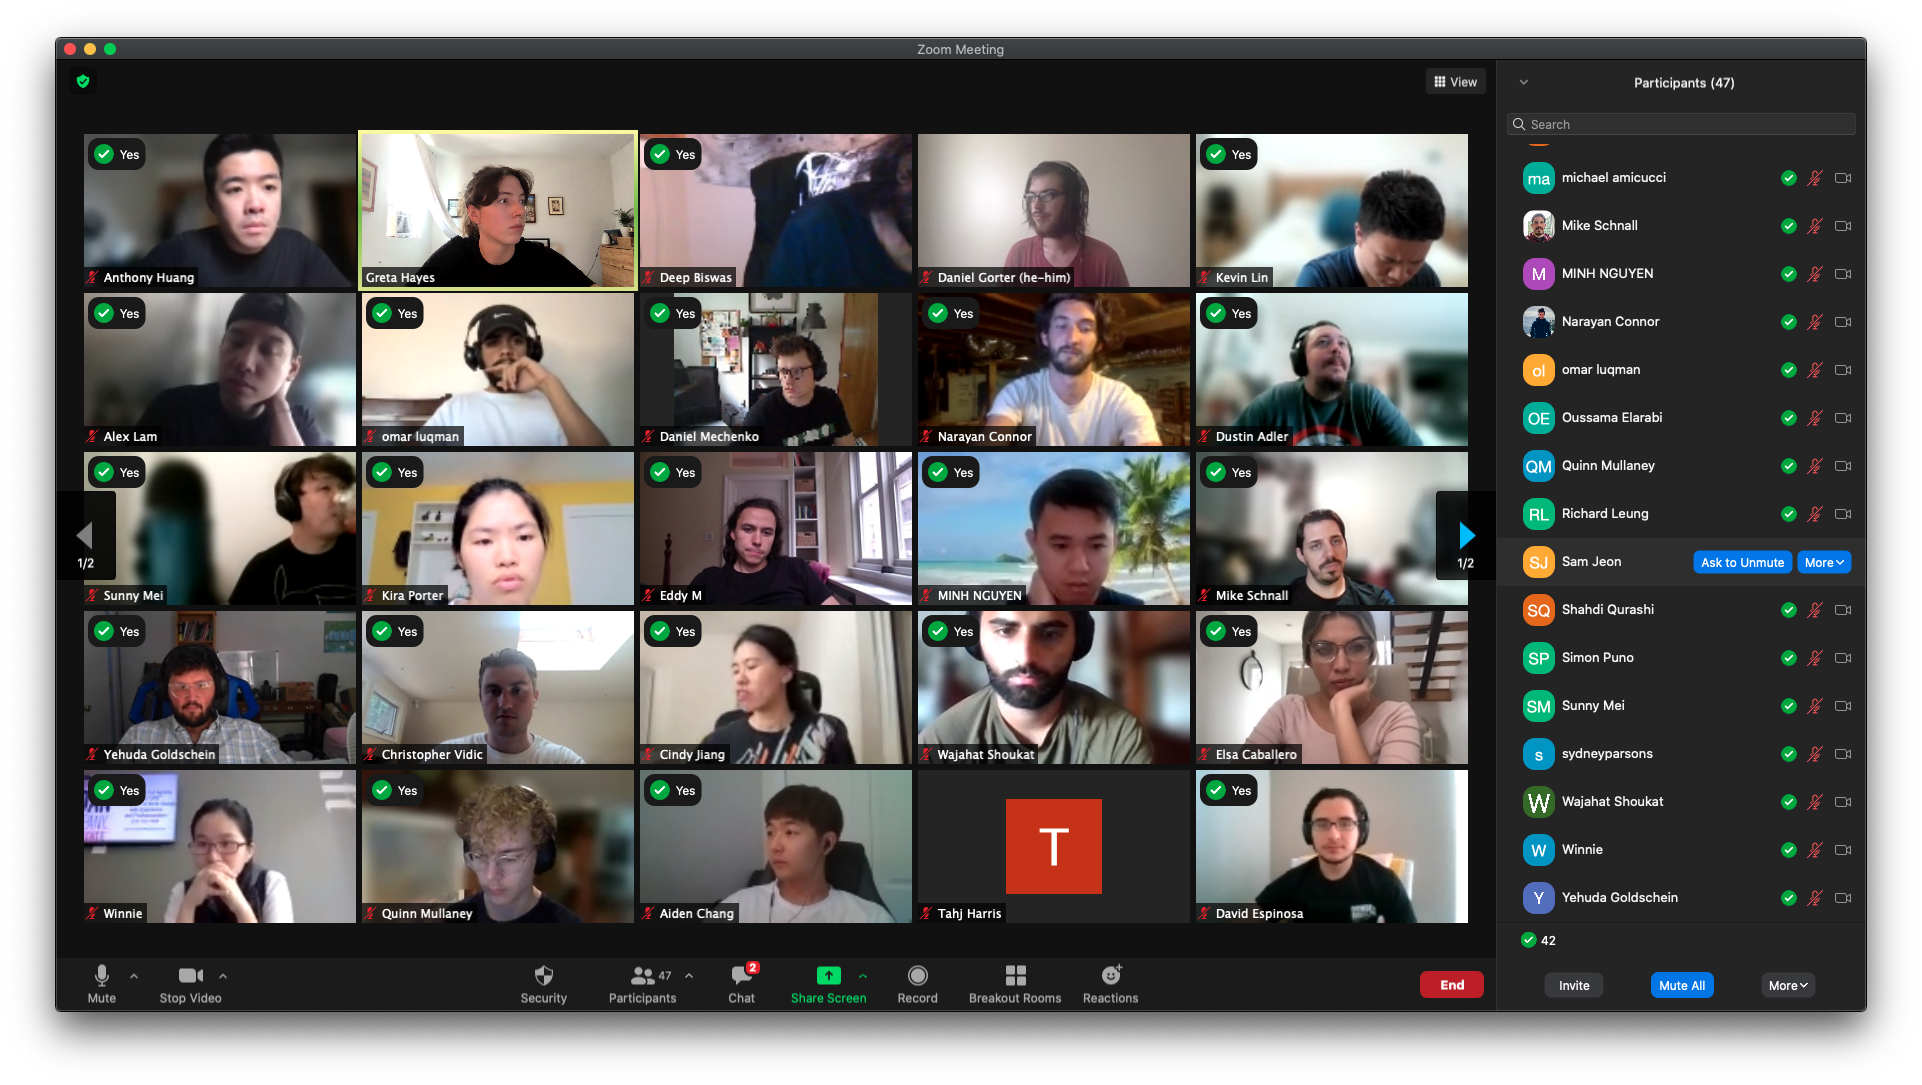 Zoom Meeting
View
Yes
Anthony Huang
Greta Hayes
Yes
Deep Biswas
Daniel Gorter (he-him)
Yes
Kevin Lin
Yes
Alex Lam
Yes
omar luqman
Yes
Daniel Mechenko
Yes
Narayan Connor
Yes
Dustin Adler
Yes
Sunny Mei
Yes
Kira Porter
Yes
Eddy M
Yes
MINH NGUYEN
Yes
Mike Schnall
1/2
1/2
Yes
Yehuda Goldschein
Yes
Christopher Vidic
Yes
Cindy Jiang
Yes
Wajahat Shoukat
Yes
Elsa Caballero
Yes
Winnie
Yes
Quinn Mullaney
Yes
Aiden Chang
T
Tahj Harris
Yes
David Espinosa
Mute
Stop Video
Security
47
Participants
2
Chat
Share Screen
Record
Breakout Rooms
Reactions
End
Participants (47)
Search
ma michael amicucci
Mike Schnall
M MINH NGUYEN
Narayan Connor
ol omar luqman
OE Oussama Elarabi
QM Quinn Mullaney
RL Richard Leung
SJ Sam Jeon Ask to Unmute More
SQ Shahdi Qurashi
SP Simon Puno
SM Sunny Mei
s sydneyparsons
W Wajahat Shoukat
W Winnie
Y Yehuda Goldschein
42
Invite Mute All More